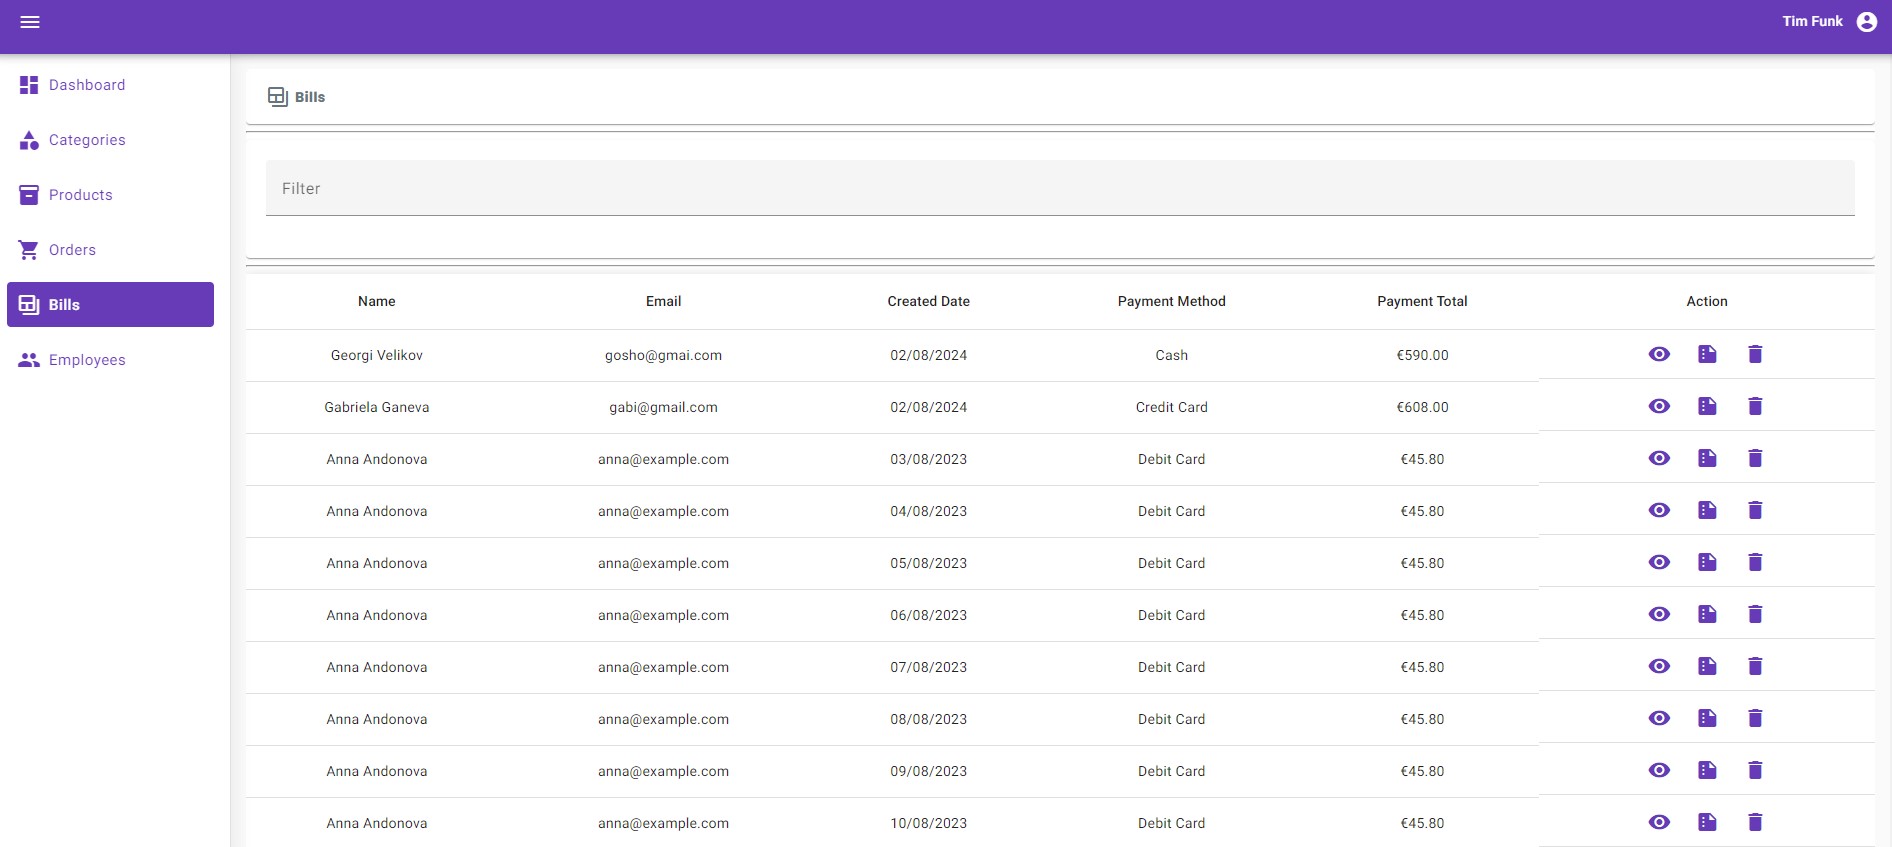 Tim Funk
Dashboard
Categories
Products
Orders
Bills
Employees
Bills
Filter
Name Email Created Date Payment Method Payment Total Action
Georgi Velikov gosho@gmai.com 02/08/2024 Cash €590.00
Gabriela Ganeva gabi@gmail.com 02/08/2024 Credit Card €608.00
Anna Andonova anna@example.com 03/08/2023 Debit Card €45.80
Anna Andonova anna@example.com 04/08/2023 Debit Card €45.80
Anna Andonova anna@example.com 05/08/2023 Debit Card €45.80
Anna Andonova anna@example.com 06/08/2023 Debit Card €45.80
Anna Andonova anna@example.com 07/08/2023 Debit Card €45.80
Anna Andonova anna@example.com 08/08/2023 Debit Card €45.80
Anna Andonova anna@example.com 09/08/2023 Debit Card €45.80
Anna Andonova anna@example.com 10/08/2023 Debit Card €45.80